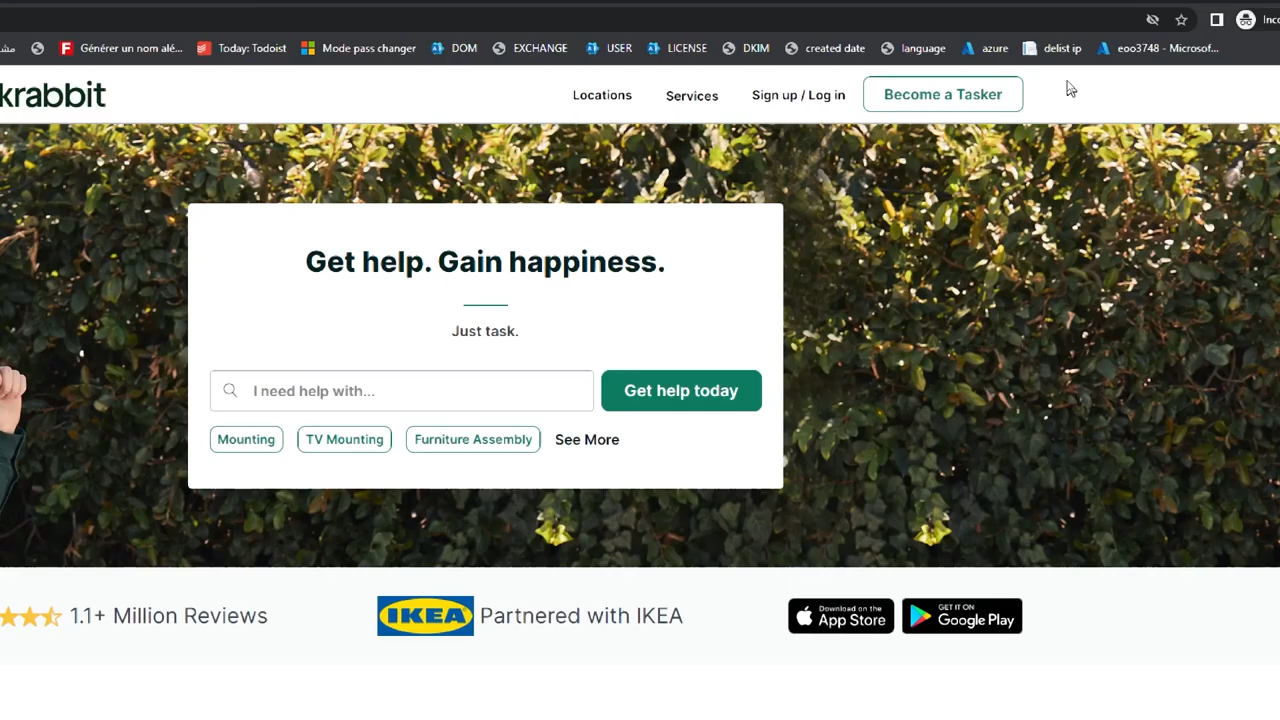 Inco
Générer un nom alé... Today: Todoist Mode pass changer DOM EXCHANGE USER LICENSE DKIM created date language azure delist ip eoo3748 - Microsof...
krabbit Locations Services Sign up / Log in Become a Tasker
Get help. Gain happiness.
Just task.
I need help with... Get help today
Mounting TV Mounting Furniture Assembly See More
1.1+ Million Reviews IKEA Partnered with IKEA Download on the App Store GET IT ON Google Play